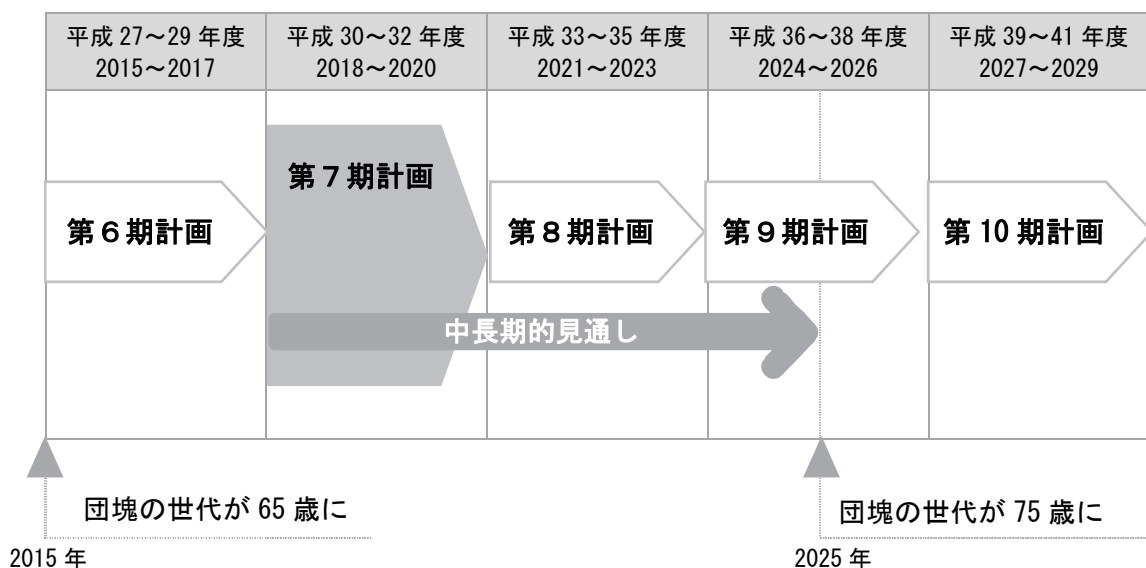 平成 27～29 年度
2015～2017
平成 30～32 年度
2018～2020
平成 33～35 年度
2021～2023
平成 36～38 年度
2024～2026
平成 39～41 年度
2027～2029
第６期計画
第７期計画
第８期計画
第９期計画
第 10 期計画
中長期的見通し
団塊の世代が 65 歳に
2015 年
団塊の世代が 75 歳に
2025 年